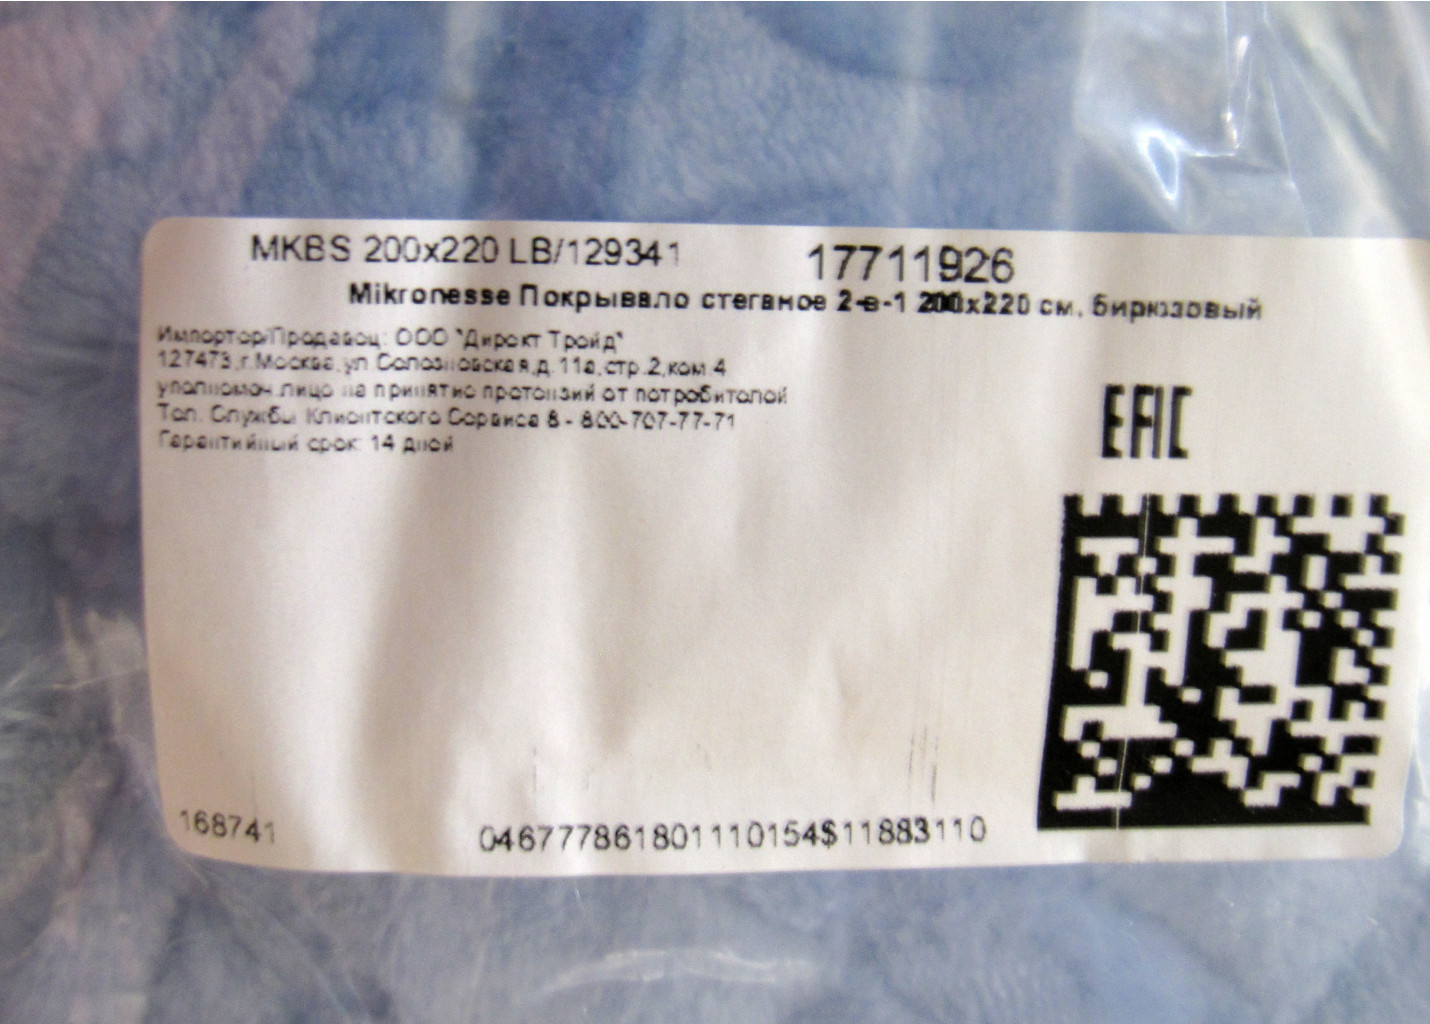 MKBS 200x220 LB/129341
17711926
Mikronesse Покрывало стеганое 2-в-1 200x220 см, бирюзовый
Импортер/Продавец: ООО "Директ Трейд"
127473,г.Москва,ул Селезневская,д.11а,стр.2,ком 4
уполномоч.лицо на принятие претензий от потребителей
Тел. Службы Клиентского Сервиса 8 - 800-707-77-71
Гарантийный срок: 14 дней
EAC
168741
04677786180111015​4$11883110